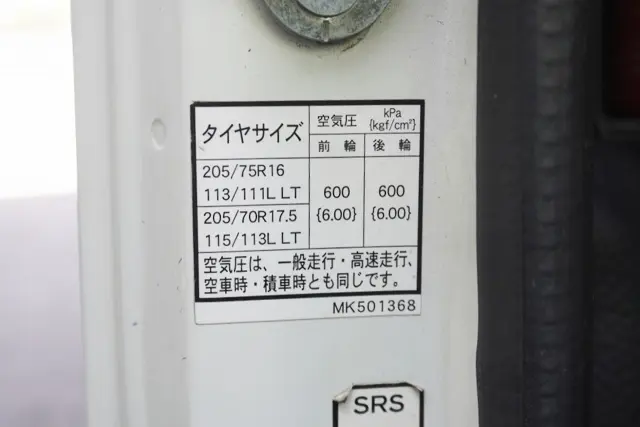 タイヤサイズ
空気圧 kPa {kgf/cm²}
前輪 後輪
205/75R16
113/111L LT
205/70R17.5
115/113L LT
600 {6.00}
600 {6.00}
空気圧は、一般走行・高速走行、
空車時・積車時とも同じです。
MK501368
SRS